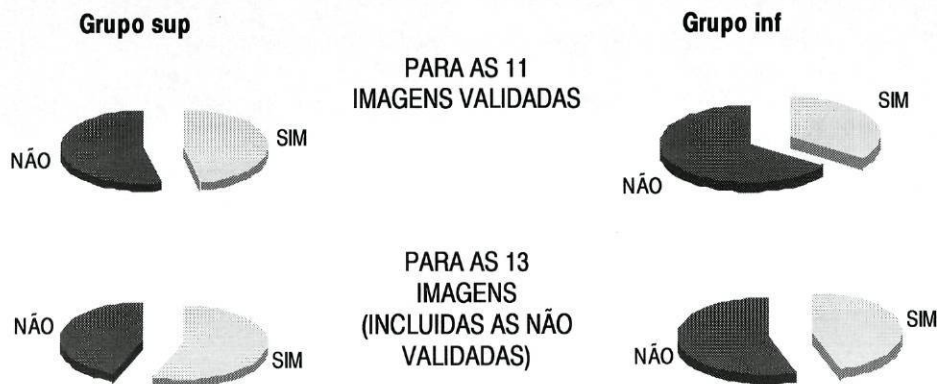 Grupo sup
Grupo inf
PARA AS 11
IMAGENS VALIDADAS
NÃO
SIM
NÃO
SIM
PARA AS 13
IMAGENS
(INCLUIDAS AS NÃO
VALIDADAS)
NÃO
SIM
NÃO
SIM